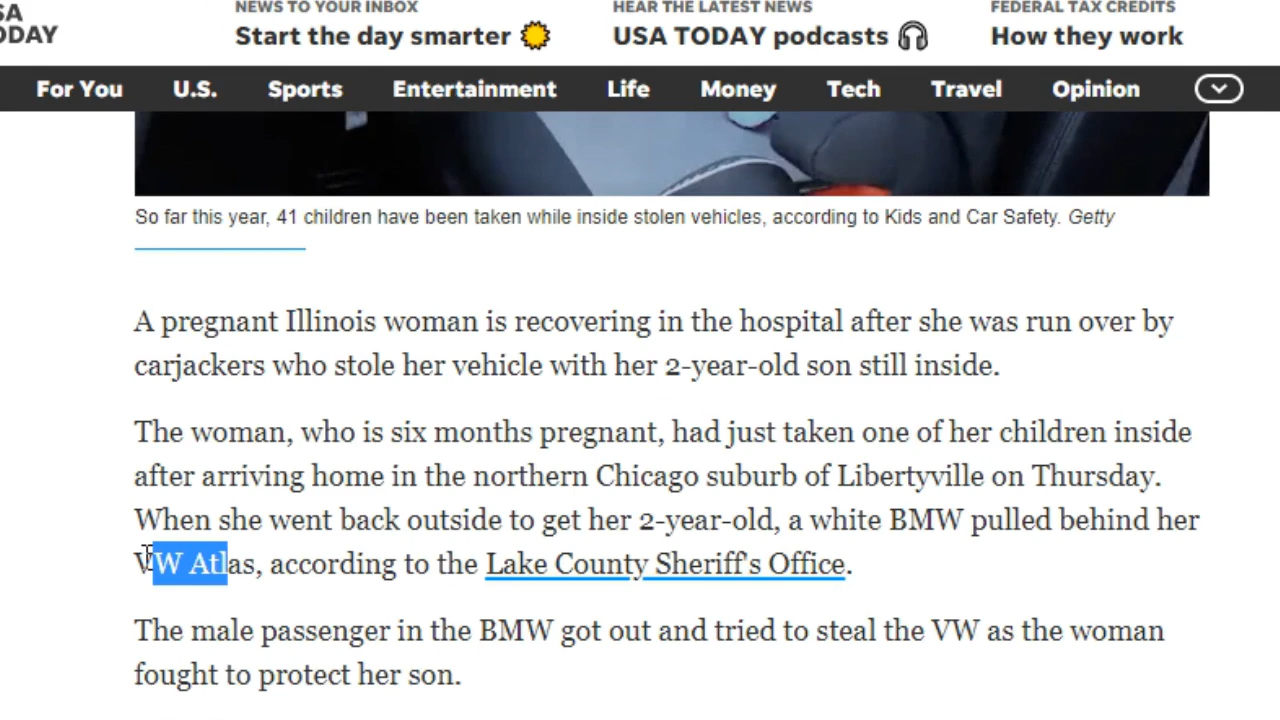 SA
ODAY
NEWS TO YOUR INBOX
Start the day smarter
HEAR THE LATEST NEWS
USA TODAY podcasts
FEDERAL TAX CREDITS
How they work
For You U.S. Sports Entertainment Life Money Tech Travel Opinion
So far this year, 41 children have been taken while inside stolen vehicles, according to Kids and Car Safety. Getty
A pregnant Illinois woman is recovering in the hospital after she was run over by
carjackers who stole her vehicle with her 2-year-old son still inside.
The woman, who is six months pregnant, had just taken one of her children inside
after arriving home in the northern Chicago suburb of Libertyville on Thursday.
When she went back outside to get her 2-year-old, a white BMW pulled behind her
VW Atlas, according to the Lake County Sheriff's Office.
The male passenger in the BMW got out and tried to steal the VW as the woman
fought to protect her son.